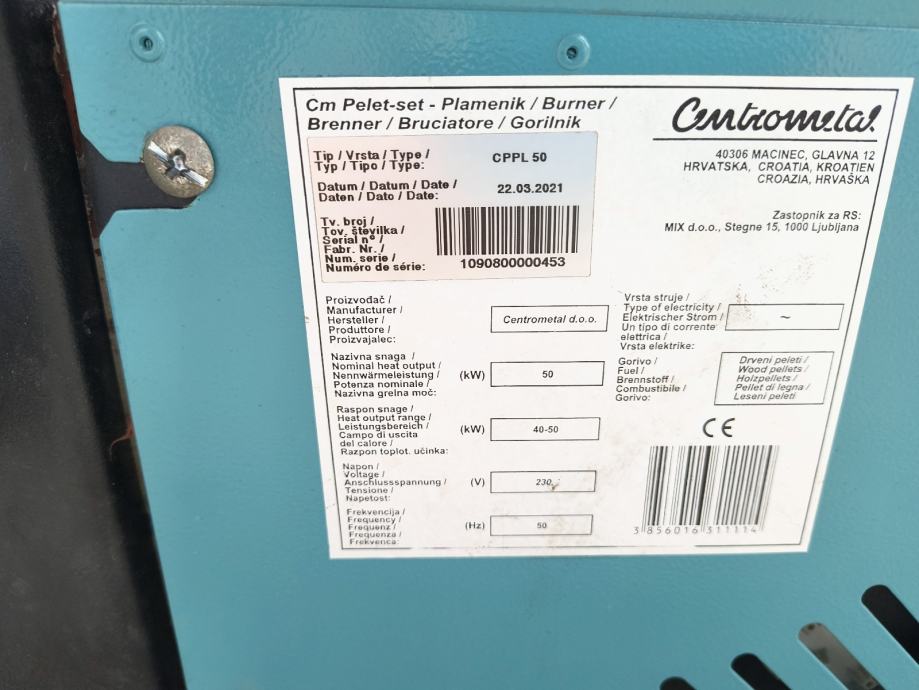 Cm Pelet-set - Plamenik / Burner /
Brenner / Bruciatore / Gorilnik
Centrometal
40306 MACINEC, GLAVNA 12
HRVATSKA, CROATIA, KROATIEN
CROAZIA, HRVAŠKA
Zastopnik za RS:
MIX d.o.o., Stegne 15, 1000 Ljubljana
Tip / Vrsta / Type /
Typ / Tipo / Type:
CPPL 50
Datum / Datum / Date /
Daten / Dato / Date:
22.03.2021
Tv. broj /
Tov. številka /
Serial nº /
Fabr. Nr. /
Num. serie /
Numéro de série:
1090800000453
Proizvođač /
Manufacturer /
Hersteller /
Produttore /
Proizvajalec:
Centrometal d.o.o.
Nazivna snaga /
Nominal heat output /
Nennwärmeleistung /
Potenza nominale /
Nazivna grelna moč:
(kW)
50
Raspon snage /
Heat output range /
Leistungsbereich /
Campo di uscita
del calore /
Razpon toplot. učinka:
(kW)
40-50
Napon /
Voltage /
Anschlussspannung /
Tensione /
Napetost:
(V)
230
Frekvencija/
Frequency /
Frequenz /
Frequenza /
Frekvenca:
(Hz)
50
Vrsta struje /
Type of electricity /
Elektrischer Strom /
Un tipo di corrente
elettrica /
Vrsta elektrike:
~
Gorivo /
Fuel /
Brennstoff /
Combustibile /
Gorivo:
Drveni peleti /
Wood pellets /
Holzpellets /
Pellet di legna /
Leseni peleti
CE
3 856016 311114